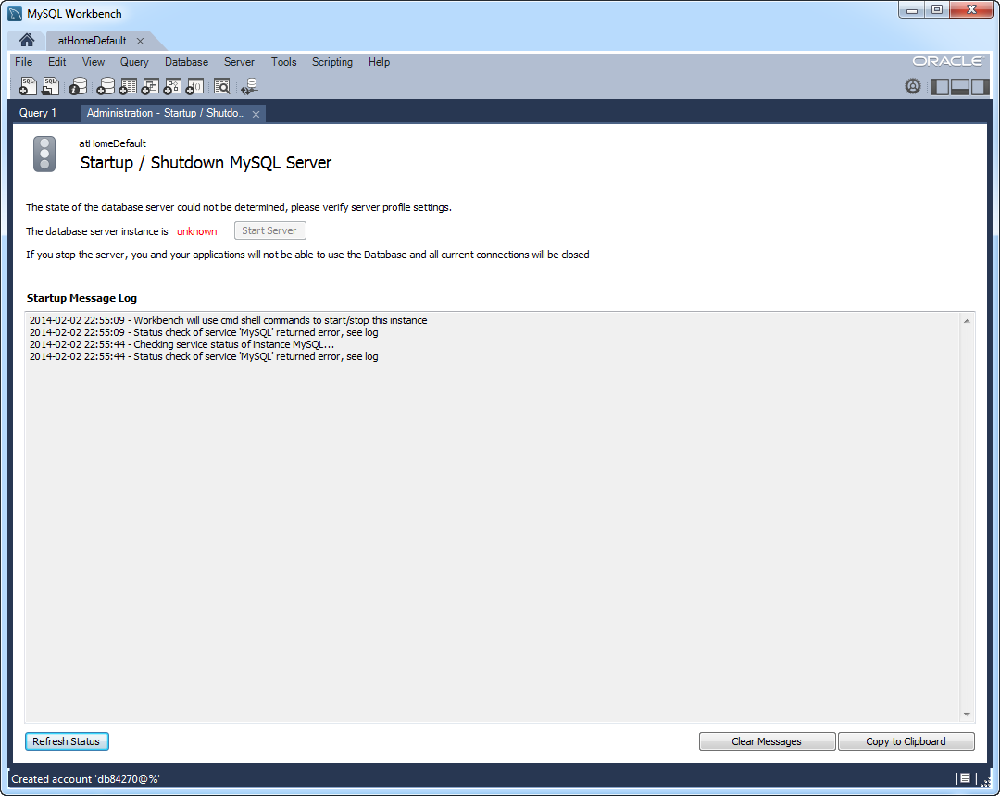 MySQL Workbench
atHomeDefault
File Edit View Query Database Server Tools Scripting Help
ORACLE
SQL SQL
Query 1 Administration - Startup / Shutdo...
atHomeDefault
Startup / Shutdown MySQL Server
The state of the database server could not be determined, please verify server profile settings.
The database server instance is unknown Start Server
If you stop the server, you and your applications will not be able to use the Database and all current connections will be closed
Startup Message Log
2014-02-02 22:55:09 - Workbench will use cmd shell commands to start/stop this instance
2014-02-02 22:55:09 - Status check of service 'MySQL' returned error, see log
2014-02-02 22:55:44 - Checking service status of instance MySQL...
2014-02-02 22:55:44 - Status check of service 'MySQL' returned error, see log
Refresh Status Clear Messages Copy to Clipboard
Created account 'db84270@%'